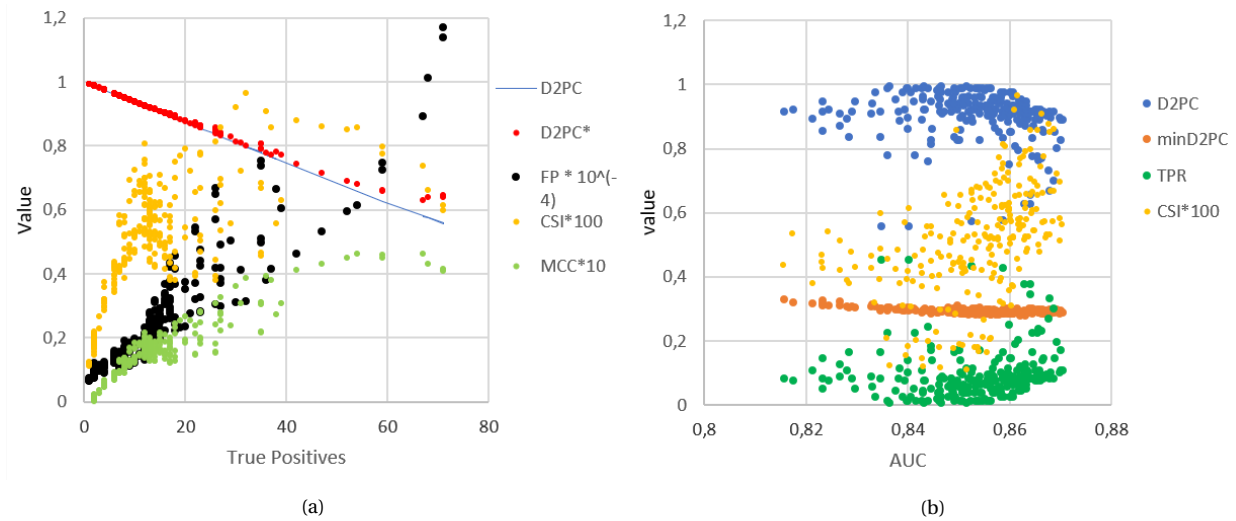 1,2
1
0,8
0,6
0,4
0,2
0
Value
0 20 40 60 80
True Positives
D2PC
D2PC*
FP * 10^(-
4)
CSI*100
MCC*10
(a)
1,2
1
0,8
0,6
0,4
0,2
0
value
0,8 0,82 0,84 0,86 0,88
AUC
D2PC
minD2PC
TPR
CSI*100
(b)